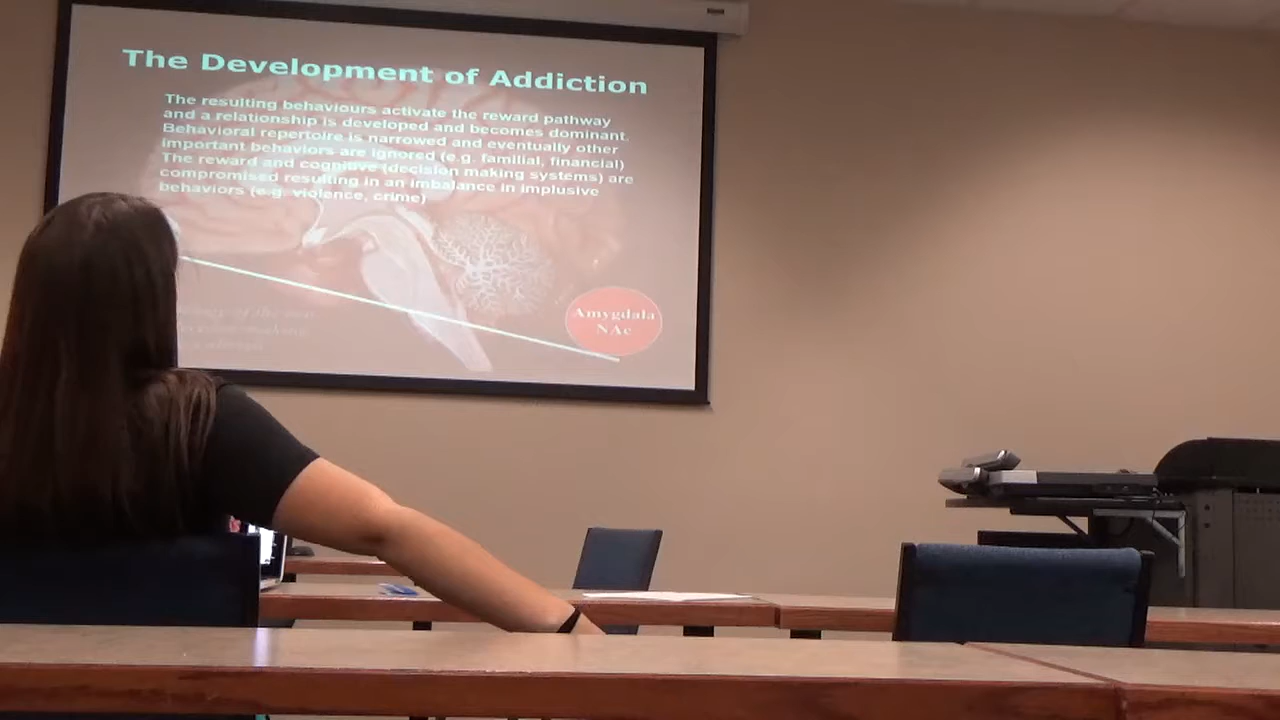 The Development of Addiction
The resulting behaviours activate the reward pathway
and a relationship is developed and becomes dominant.
Behavioral repertoire is narrowed and eventually other
important behaviors are ignored (e.g. familial, financial)
The reward and cognitive (decision making systems) are
compromised resulting in an imbalance in implusive
behaviors (e.g. violence, crime)
Amygdala
NAc